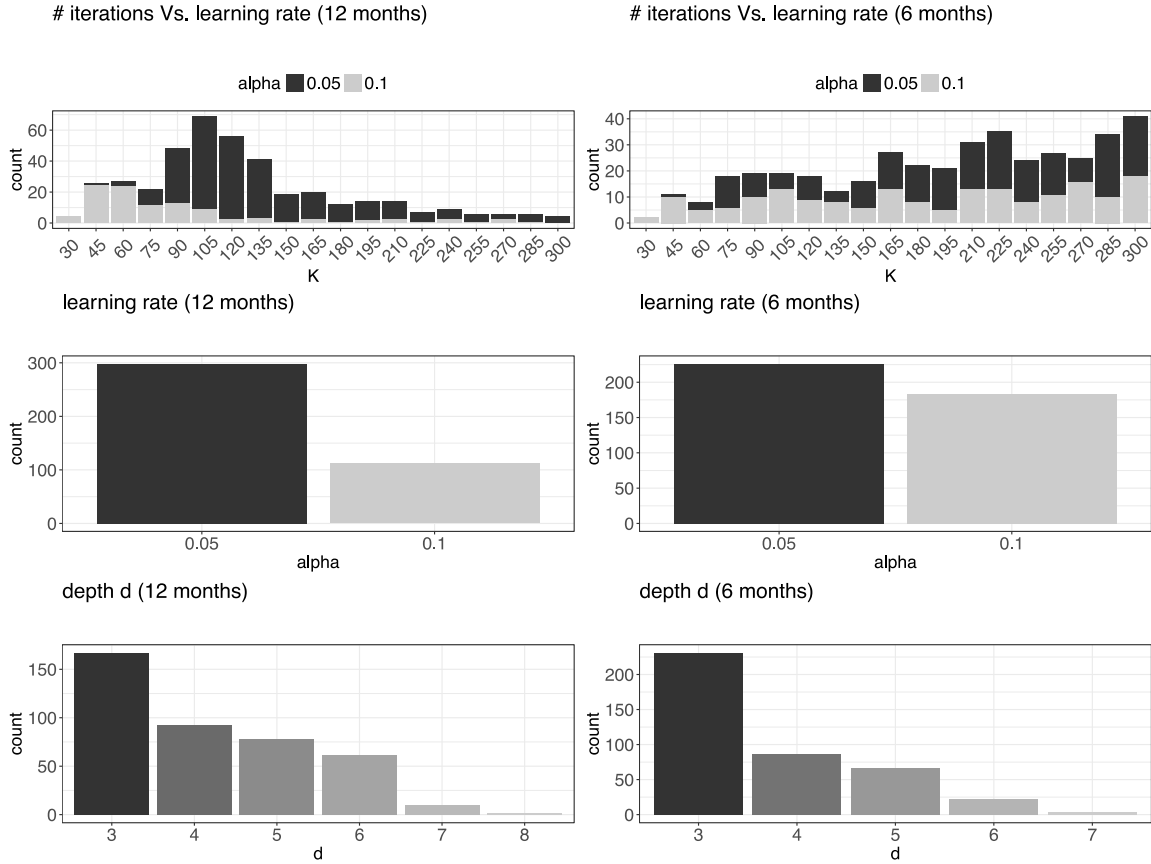 # iterions Vs. learning rate (12 months)
alpha 0.05 0.1
60
40
20
0
count
30 45 60 75 90 105 120 135 150 165 180 195 210 225 240 255 270 285 300
K
# iterations Vs. learning rate (6 months)
alpha 0.05 0.1
40
30
20
10
0
count
30 45 60 75 90 105 120 135 150 165 180 195 210 225 240 255 270 285 300
K
learning rate (12 months)
300
200
100
0
count
0.05 0.1
alpha
learning rate (6 months)
200
150
100
50
0
count
0.05 0.1
alpha
depth d (12 months)
150
100
50
0
count
3 4 5 6 7 8
d
depth d (6 months)
200
150
100
50
0
count
3 4 5 6 7
d